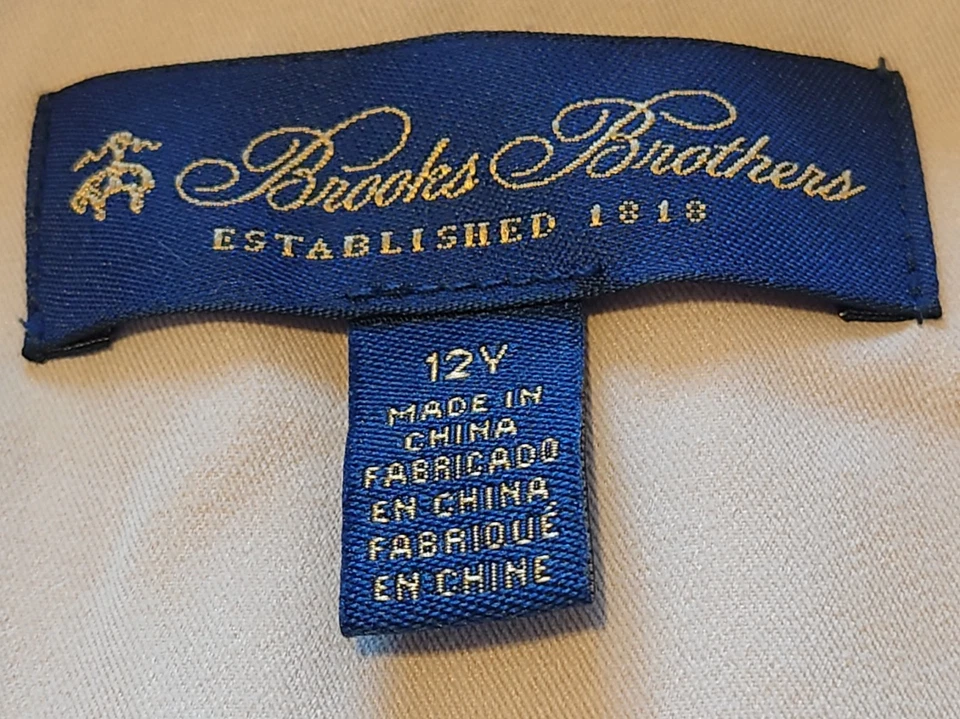 Brooks Brothers
ESTABLISHED 1818
12Y
MADE IN
CHINA
FABRICADO
EN CHINA
FABRIQUÉ
EN CHINE